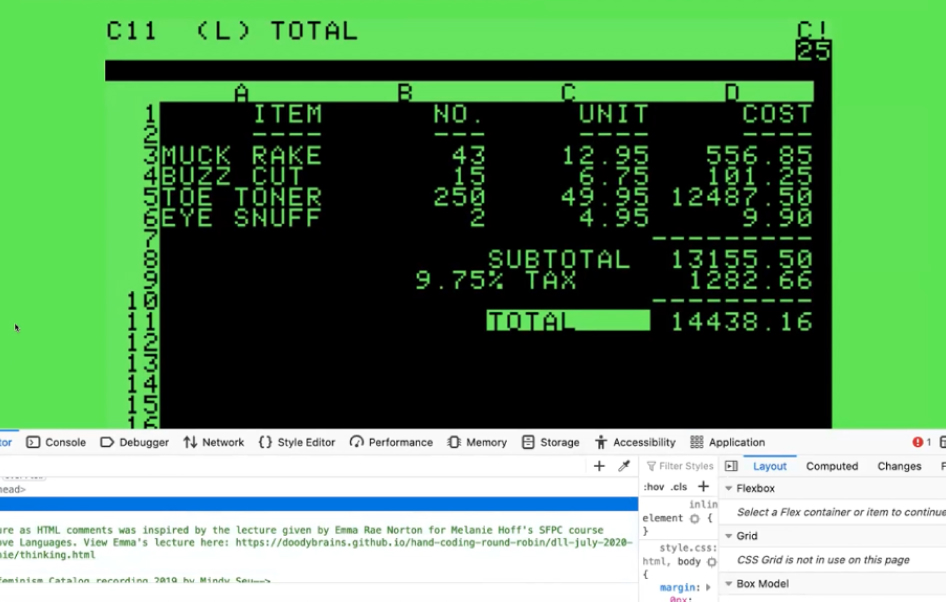 C11 (L) TOTAL C!
25
A B C D
1 ITEM NO. UNIT COST
2 ---- --- ---- ----
3 MUCK RAKE 43 12.95 556.85
4 BUZZ CUT 15 6.75 101.25
5 TOE TONER 250 49.95 12487.50
6 EYE SNUFF 2 4.95 9.90
7 ---------
8 SUBTOTAL 13155.50
9 9.75% TAX 1282.66
10 ---------
11 TOTAL 14438.16
12
13
14
15
16
tor Console Debugger Network {} Style Editor Performance Memory Storage Accessibility Application 1
+ Filter Styles Layout Computed Changes F
head>
:hov .cls + Flexbox
inlin
element { Select a Flex container or item to continue
}
ure as HTML comments was inspired by the lecture given by Emma Rae Norton for Melanie Hoff's SFPC course
Grid
ove Languages. View Emma's lecture here: https://doodybrains.github.io/hand-coding-round-robin/dll-july-2020-
style.css:
nie/thinking.html
html, body CSS Grid is not in use on this page
{
eminism Catalog recording 2019 by Mindy Seu-->
margin: Box Model
0px;